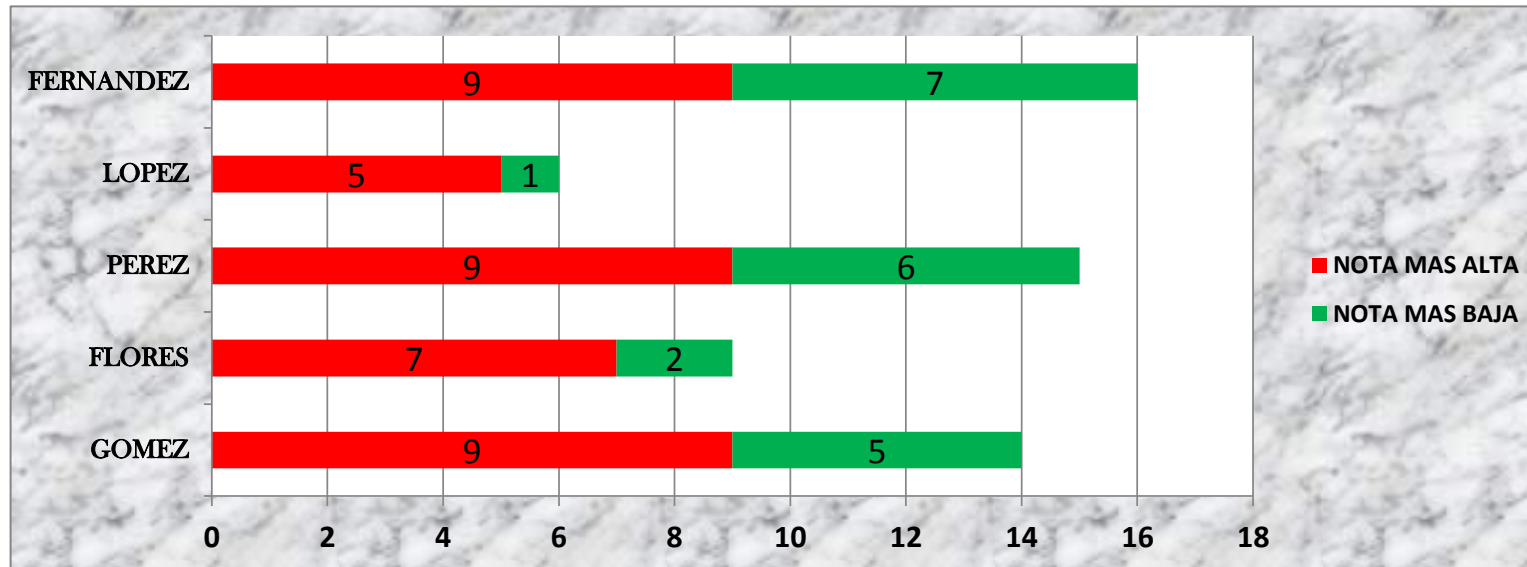 FERNANDEZ 9 7
LOPEZ 5 1
PEREZ 9 6
FLORES 7 2
GOMEZ 9 5
0 2 4 6 8 10 12 14 16 18
NOTA MAS ALTA
NOTA MAS BAJA